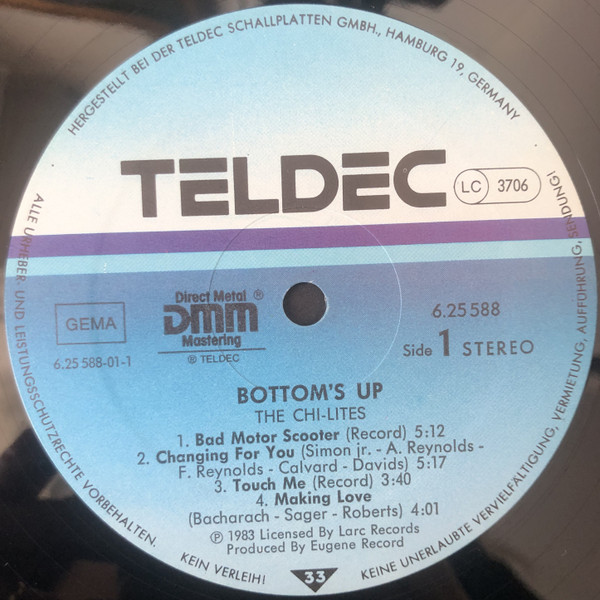 HERGESTELLT BEI DER TELDEC SCHALLPLATTEN GMBH., HAMBURG 19, GERMANY
TELDEC
LC 3706
GEMA
6.25 588-01-1
Direct Metal ®
DMM
Mastering
® TELDEC
6.25 588
Side 1 STEREO
BOTTOM'S UP
THE CHI-LITES
1. Bad Motor Scooter (Record) 5:12
2. Changing For You (Simon jr. - A. Reynolds -
F. Reynolds - Calvard - Davids) 5:17
3. Touch Me (Record) 3:40
4. Making Love
(Bacharach - Sager - Roberts) 4:01
℗ 1983 Licensed By Larc Records
Produced By Eugene Record
33
ALLE URHEBER- UND LEISTUNGSSCHUTZRECHTE VORBEHALTEN.
KEIN VERLEIH!
KEINE UNERLAUBTE VERVIELFÄLTIGUNG, VERMIETUNG, AUFFÜHRUNG, SENDUNG!